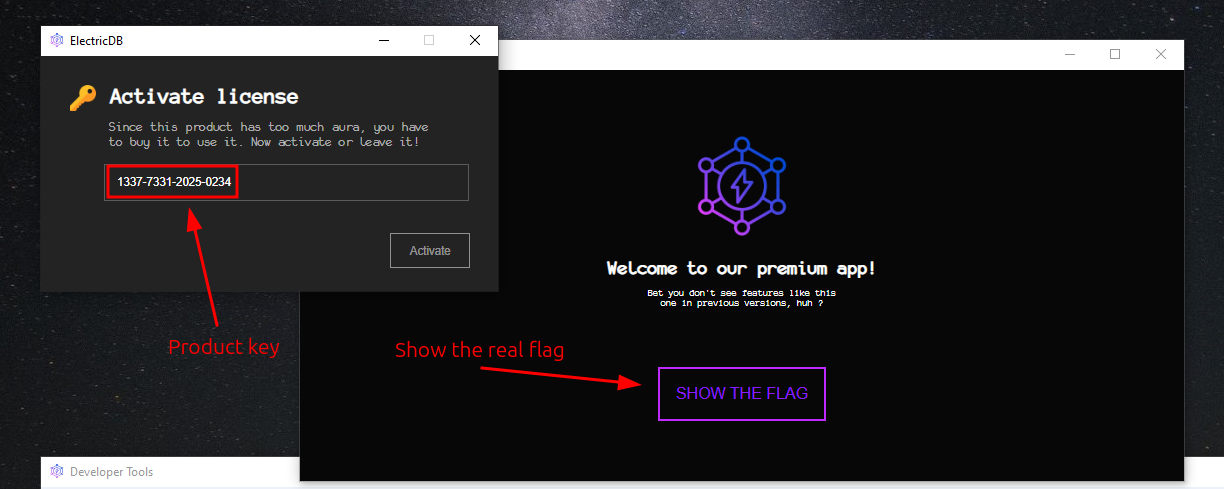 ElectricDB
Activate license
Since this product has too much aura, you have
to buy it to use it. Now activate or leave it!
1337-7331-2025-0234
Activate
Product key
Welcome to our premium app!
Bet you don't see features like this
one in previous versions, huh ?
Show the real flag
SHOW THE FLAG
Developer Tools